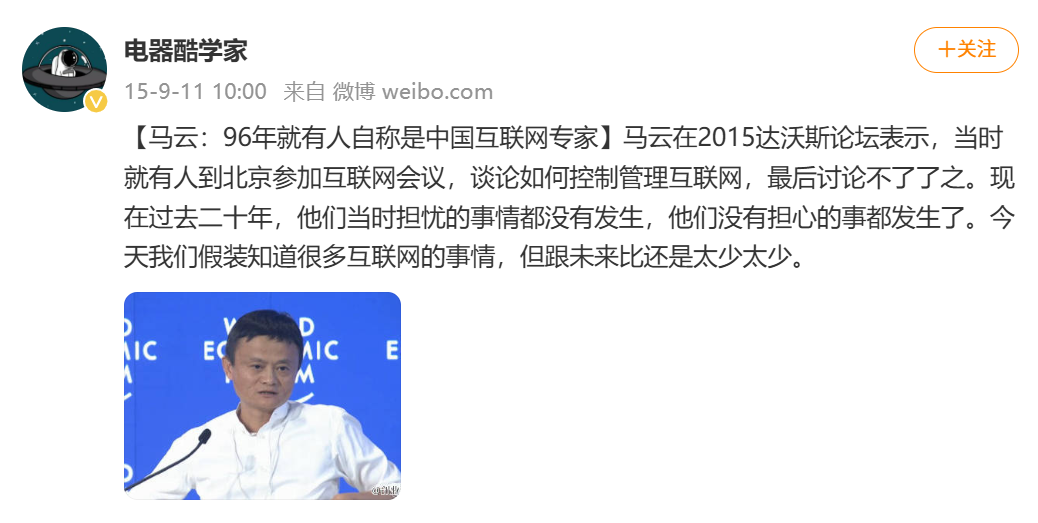 电器酷学家
+关注
15-9-11 10:00 来自 微博 weibo.com
【马云：96年就有人自称是中国互联网专家】马云在2015达沃斯论坛表示，当时
就有人到北京参加互联网会议，谈论如何控制管理互联网，最后讨论不了了之。现
在过去二十年，他们当时担忧的事情都没有发生，他们没有担心的事都发生了。今
天我们假装知道很多互联网的事情，但跟未来比还是太少太少。
WORLD
ECONOMIC
FORUM